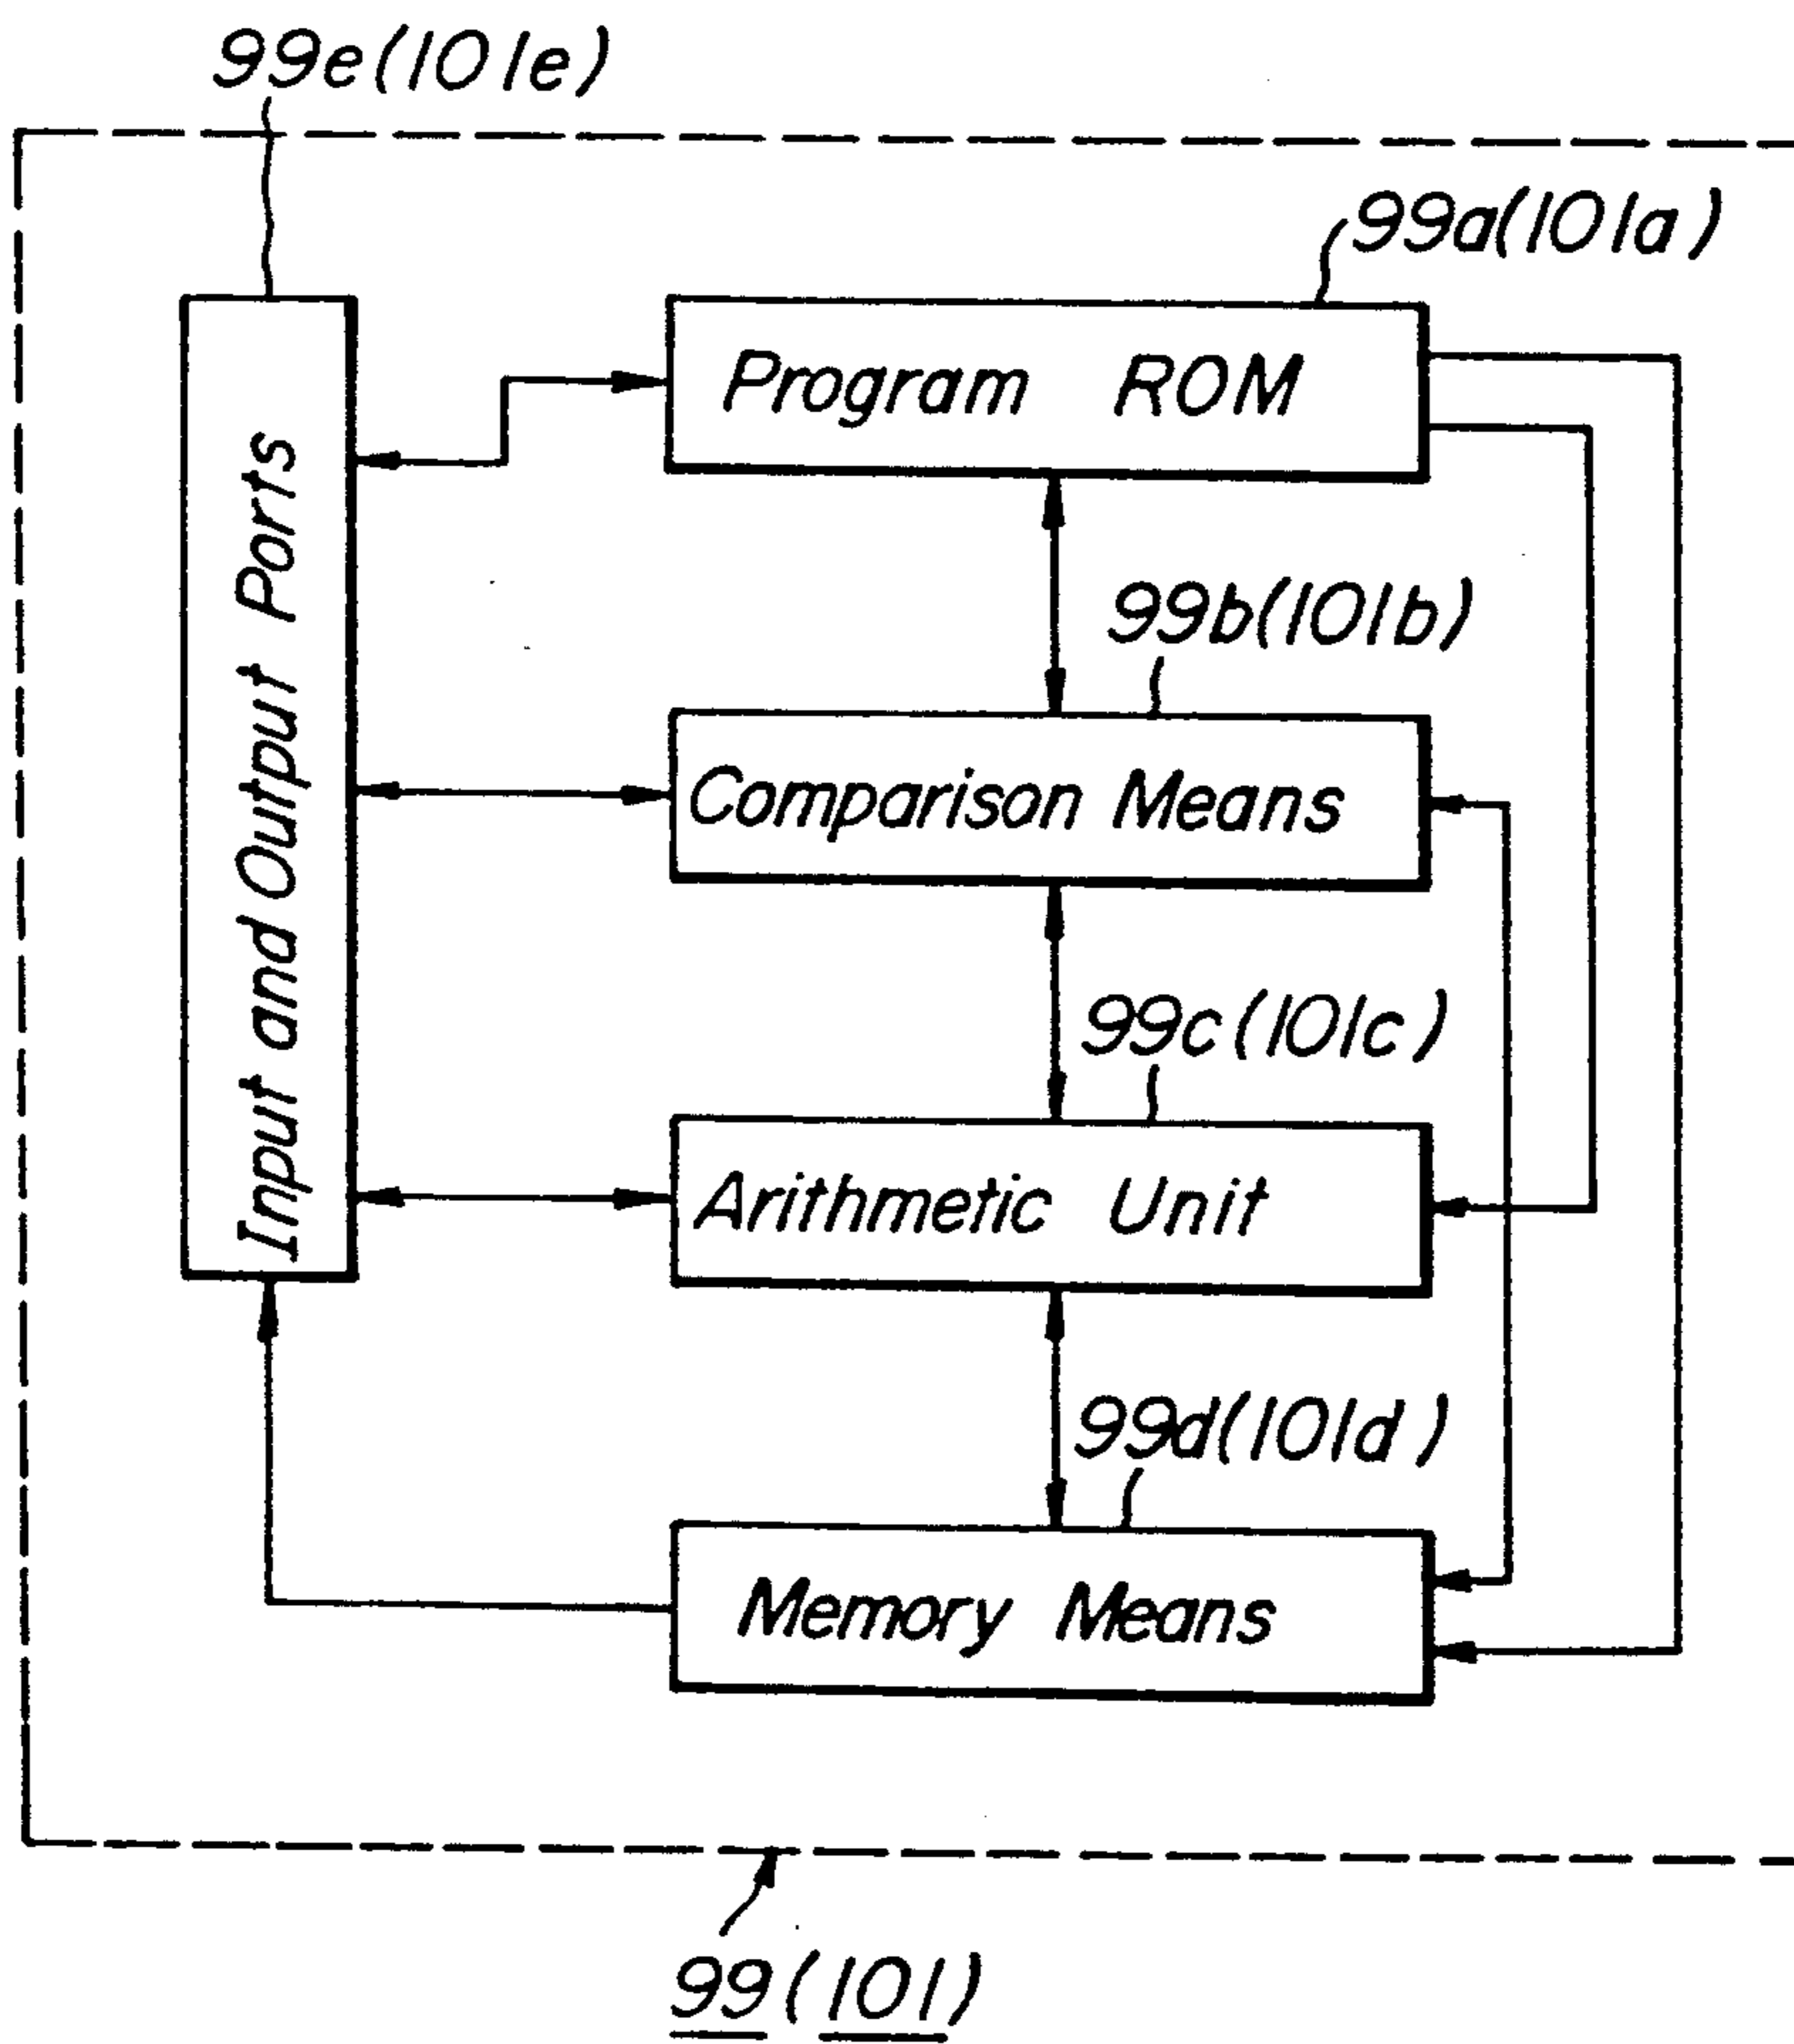 99e(101e)
99a(101a)
Program ROM
Input and Output Ports
99b(101b)
Comparison Means
99c(101c)
Arithmetic Unit
99d(101d)
Memory Means
99(101)